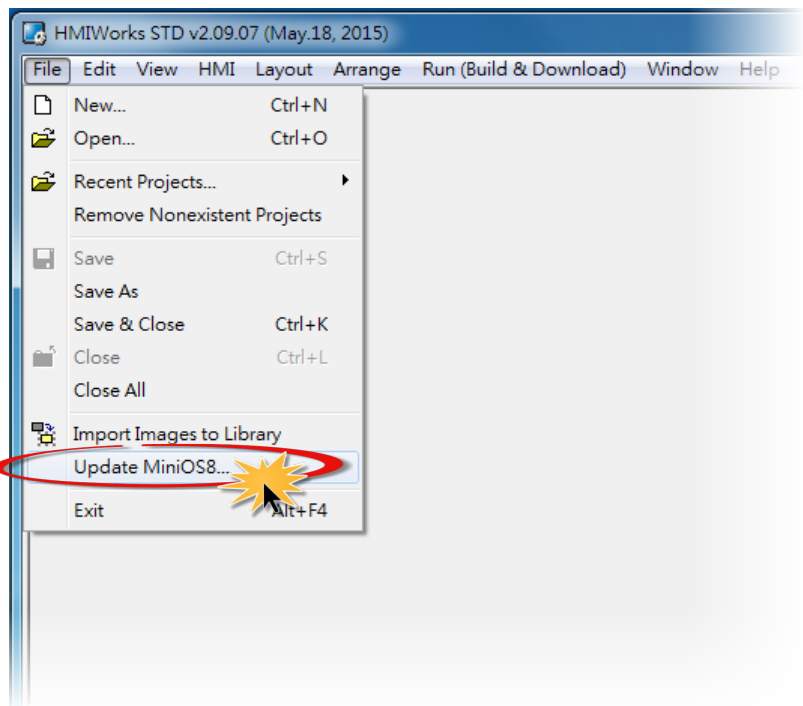 HMIWorks STD v2.09.07 (May.18, 2015)
File Edit View HMI Layout Arrange Run (Build & Download) Window Help
New... Ctrl+N
Open... Ctrl+O
Recent Projects...
Remove Nonexistent Projects
Save Ctrl+S
Save As
Save & Close Ctrl+K
Close Ctrl+L
Close All
Import Images to Library
Update MiniOS8...
Exit Alt+F4